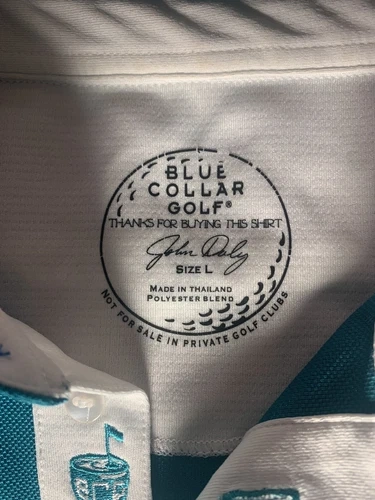 BLUE
COLLAR
GOLF®
THANKS FOR BUYING THIS SHIRT
John Daly
SIZE L
MADE IN THAILAND
POLYESTER BLEND
NOT FOR SALE IN PRIVATE GOLF CLUBS